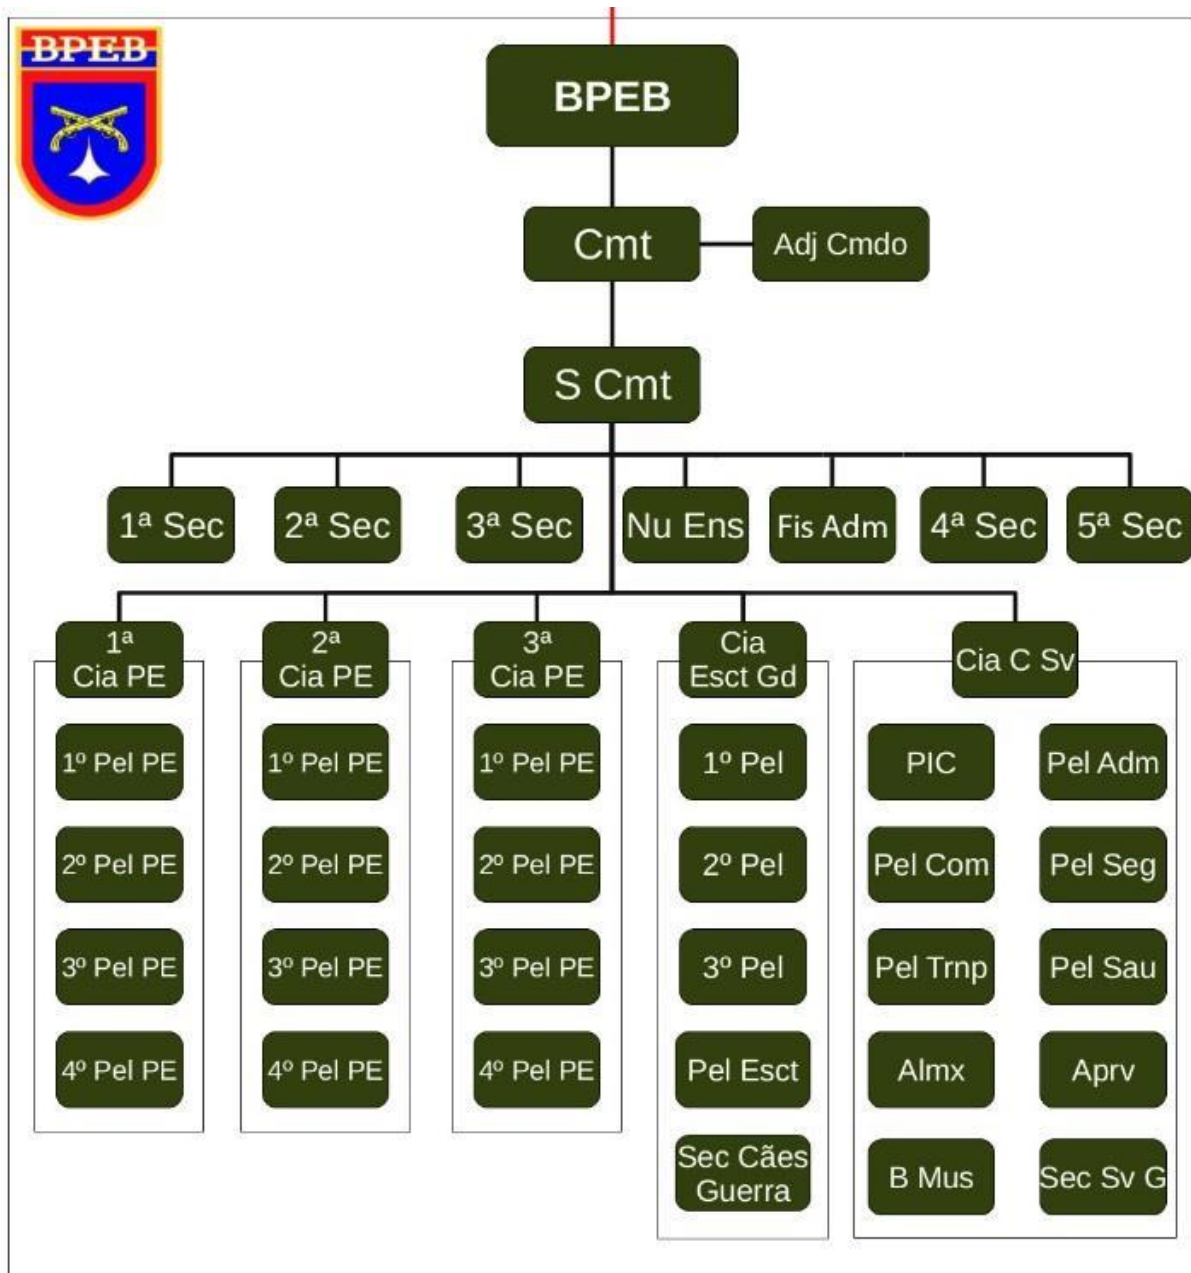 BPEB
BPEB
Cmt
Adj Cmdo
S Cmt
1ª Sec
2ª Sec
3ª Sec
Nu Ens
Fis Adm
4ª Sec
5ª Sec
1ª
Cia PE
1º Pel PE
2º Pel PE
3º Pel PE
4º Pel PE
2ª
Cia PE
1º Pel PE
2º Pel PE
3º Pel PE
4º Pel PE
3ª
Cia PE
1º Pel PE
2º Pel PE
3º Pel PE
4º Pel PE
Cia
Esct Gd
1º Pel
2º Pel
3º Pel
Pel Esct
Sec Cães
Guerra
Cia C Sv
PIC
Pel Adm
Pel Com
Pel Seg
Pel Trnp
Pel Sau
Almx
Aprv
B Mus
Sec Sv G